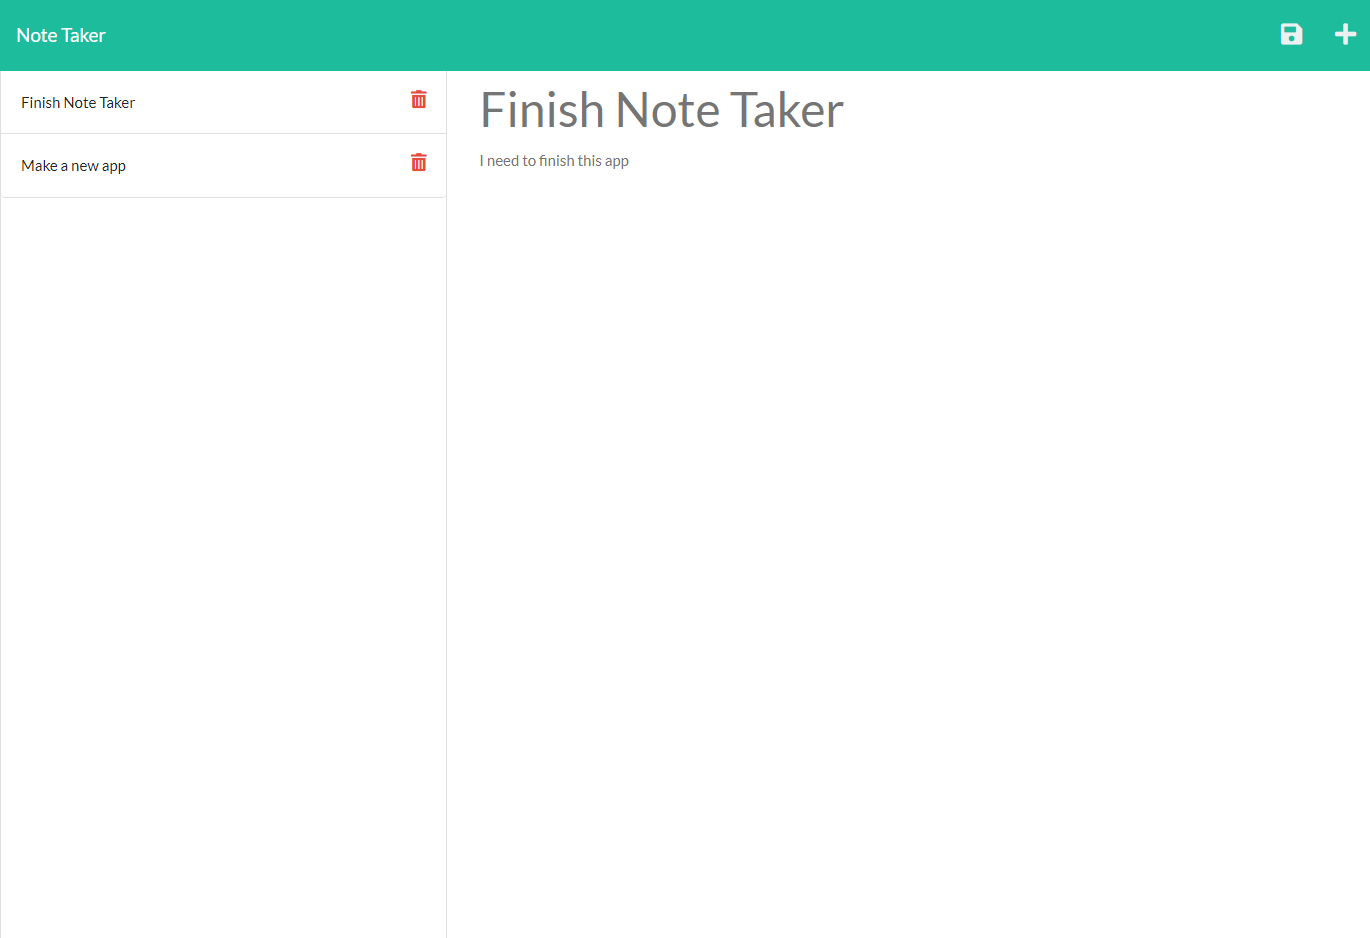 Note Taker
Finish Note Taker
Make a new app
Finish Note Taker
I need to finish this app